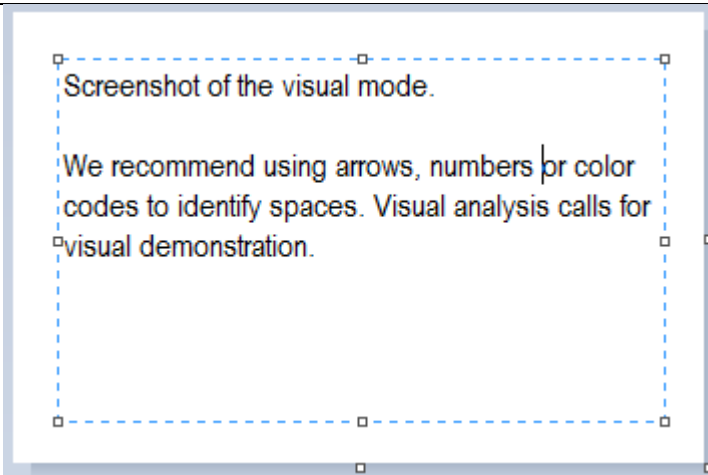 Screenshot of the visual mode.
We recommend using arrows, numbers or color
codes to identify spaces. Visual analysis calls for
visual demonstration.